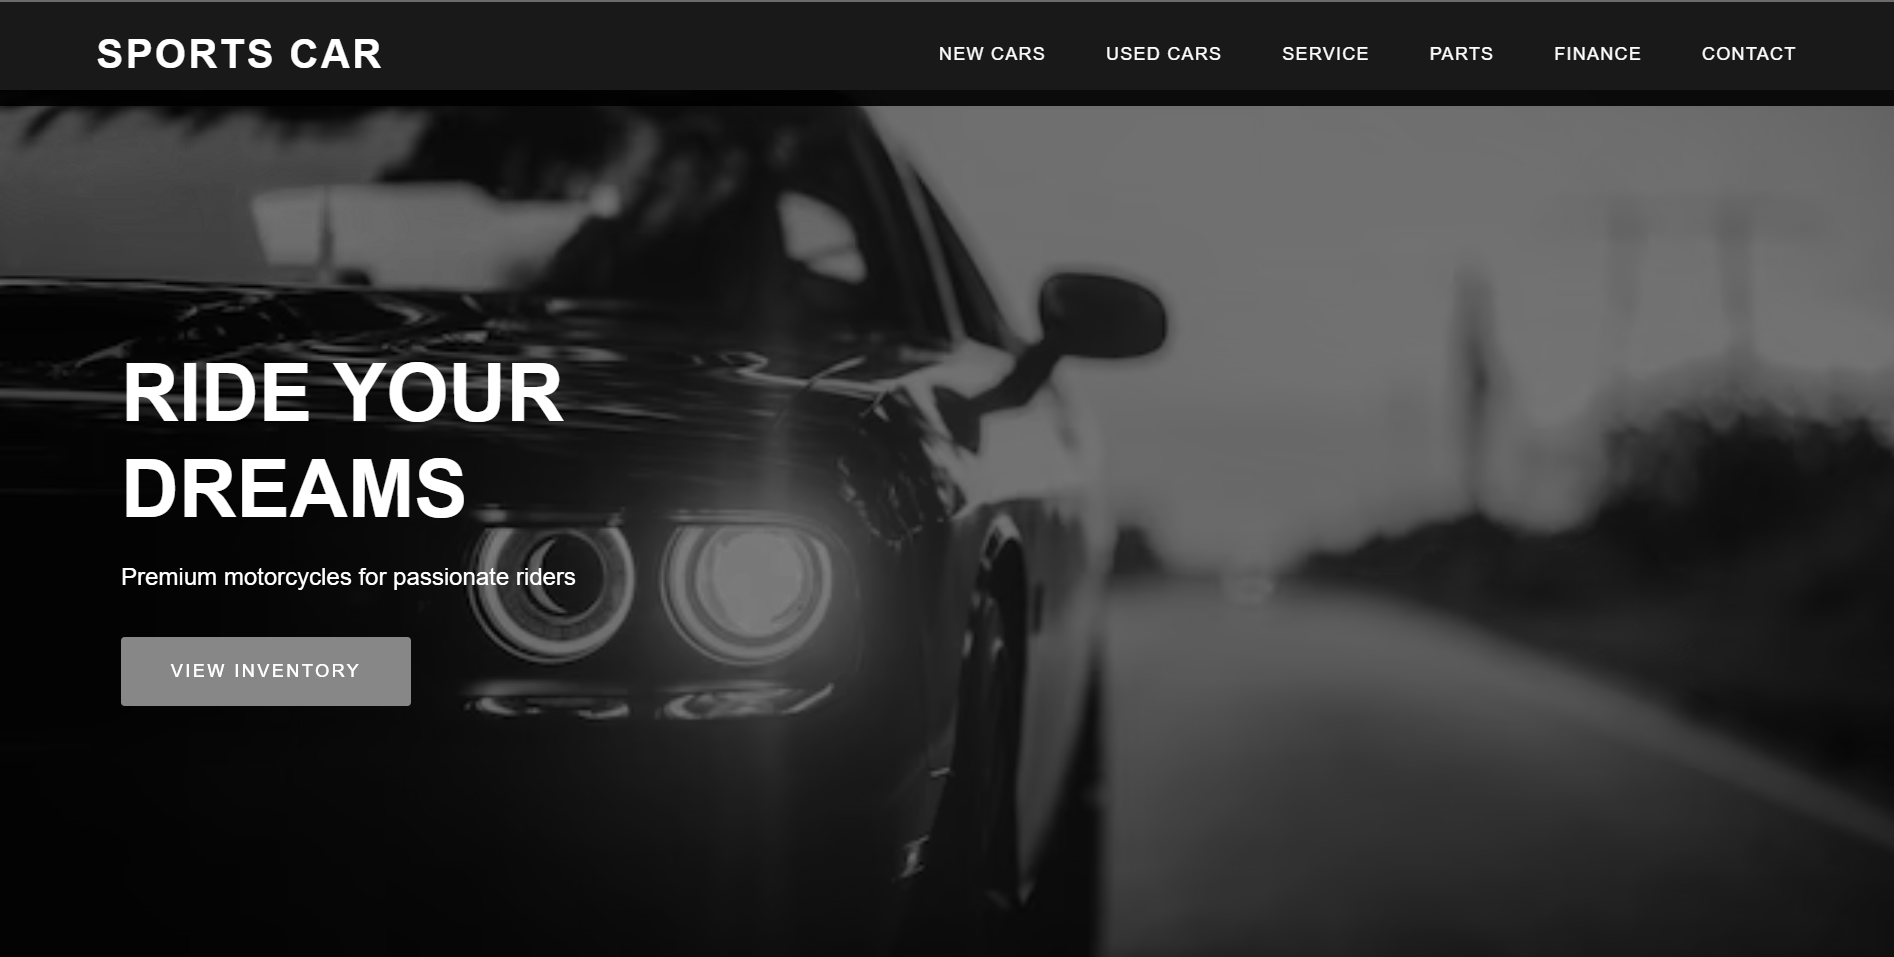 SPORTS CAR
NEW CARS USED CARS SERVICE PARTS FINANCE CONTACT
RIDE YOUR
DREAMS
Premium motorcycles for passionate riders
VIEW INVENTORY